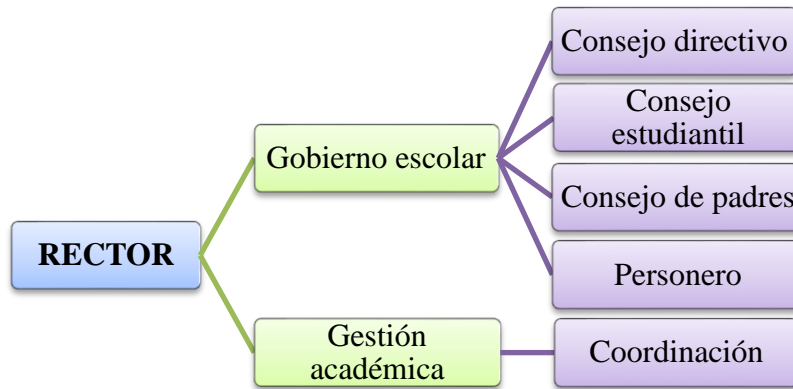 Consejo directivo
Consejo
estudiantil
Gobierno escolar
Consejo de padres
RECTOR
Personero
Gestión
académica
Coordinación